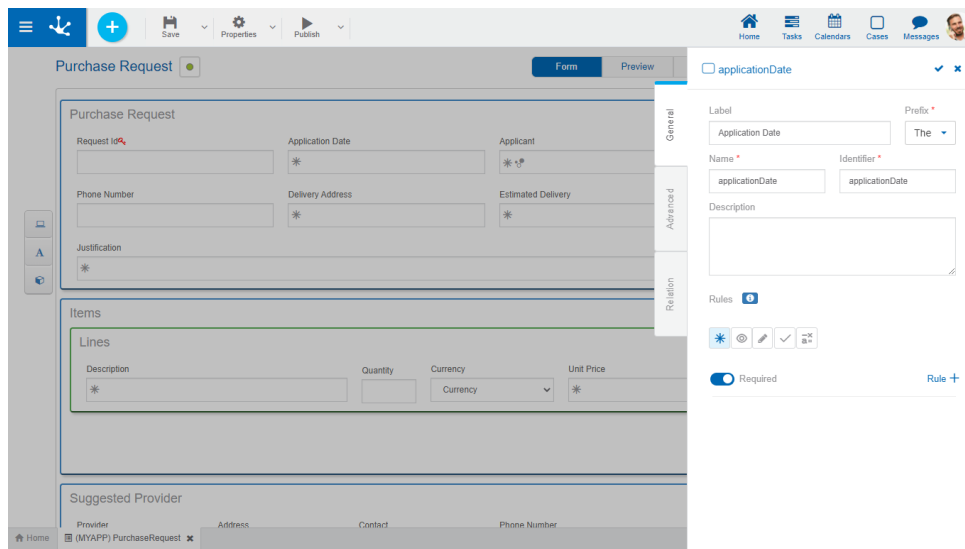 Save
Properties
Publish
Home
Tasks
Calendars
Cases
Messages
Purchase Request
Form
Preview
applicationDate
General
Advanced
Relation
Label
Prefix *
Application Date
The
Name *
Identifier *
applicationDate
applicationDate
Description
Rules
Required
Rule
Purchase Request
Request Id
Application Date
Applicant
Phone Number
Delivery Address
Estimated Delivery
Justification
A
Items
Lines
Description
Quantity
Currency
Unit Price
Currency
Suggested Provider
Provider
Address
Contact
Phone Number
Home
(MYAPP) PurchaseRequest